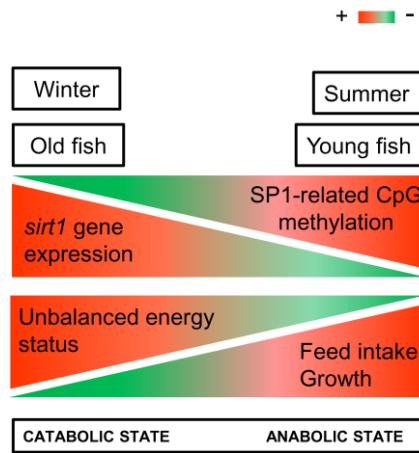 + -
Winter
Summer
Old fish
Young fish
SP1-related CpG
methylation
sirt1 gene
expression
Unbalanced energy
status
Feed intake
Growth
CATABOLIC STATE
ANABOLIC STATE